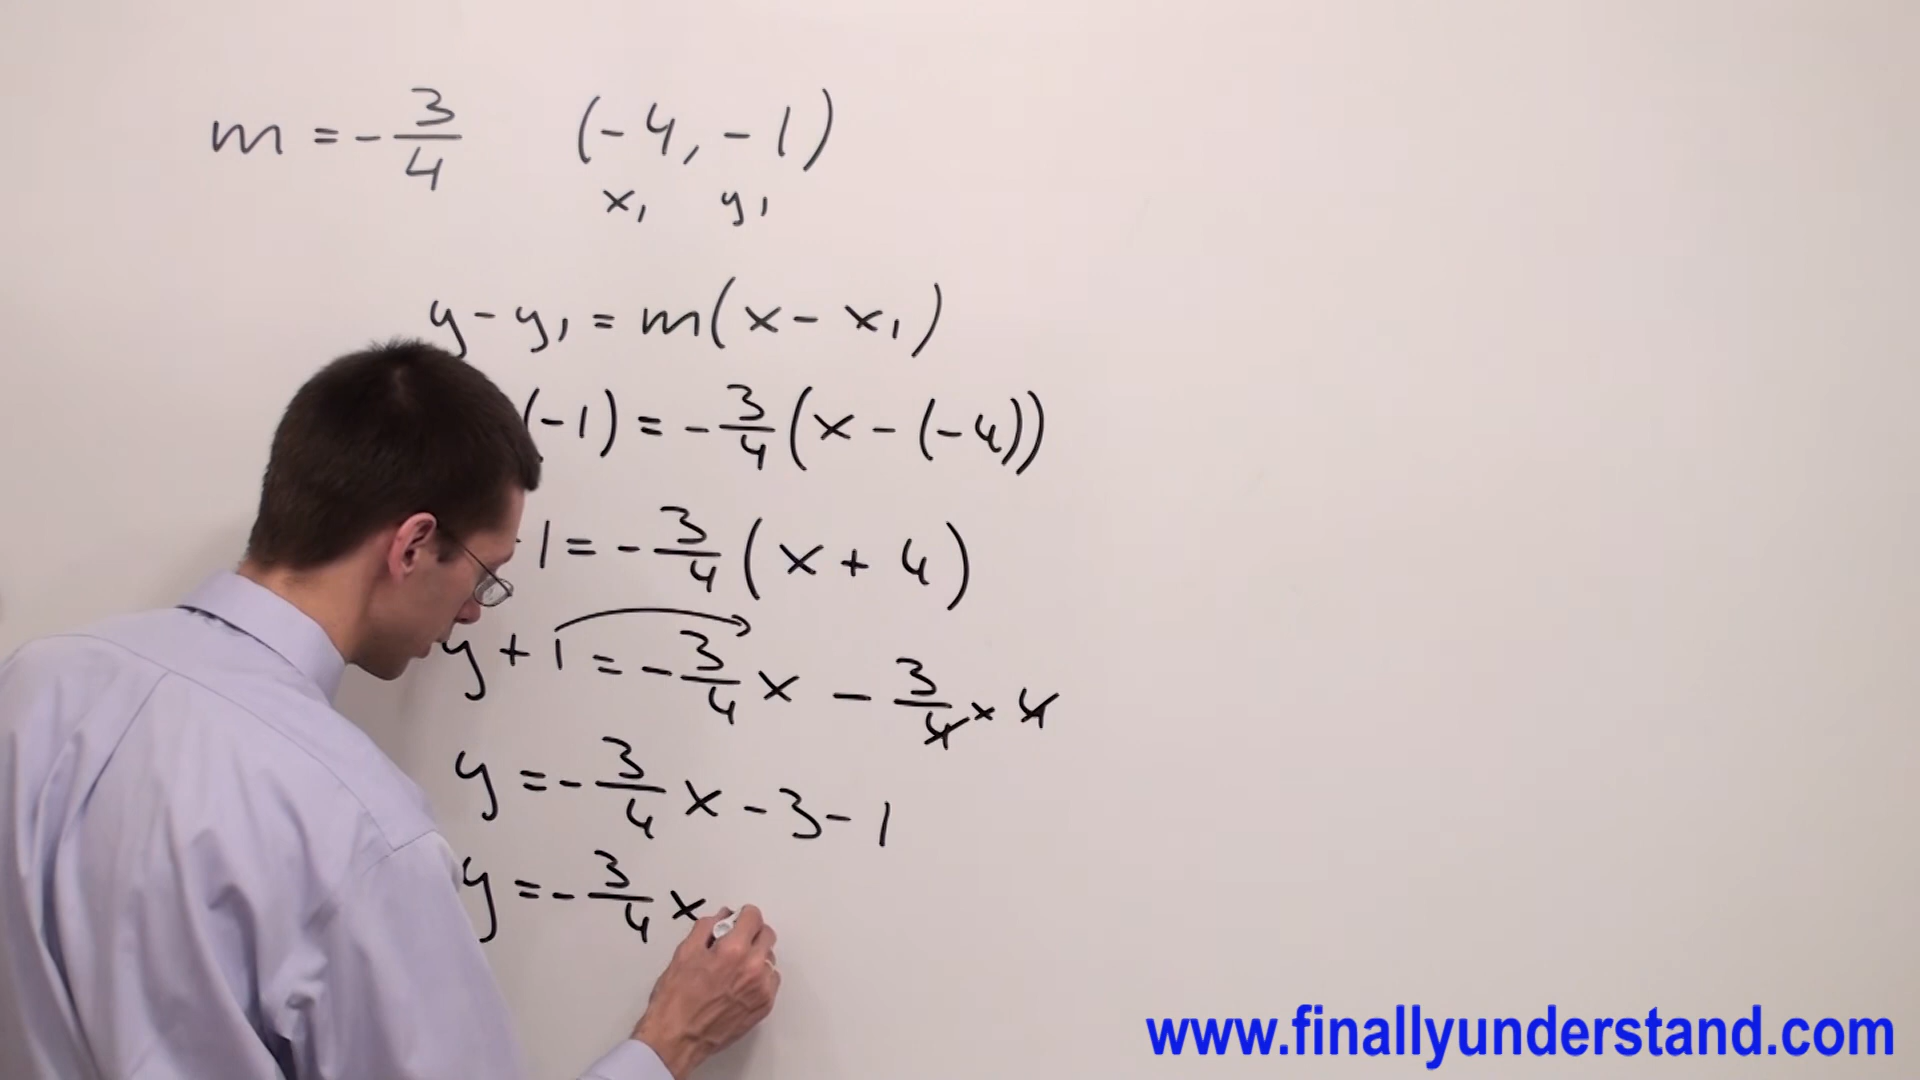 m = - 3/4 (-4, -1)
x₁ y₁
y - y₁ = m(x - x₁)
(-1) = - 3/4 (x - (-4))
1 = - 3/4 (x + 4)
y + 1 = - 3/4 x - 3/4 × 4
y = - 3/4 x - 3 - 1
y = - 3/4 x
www.finallyunderstand.com